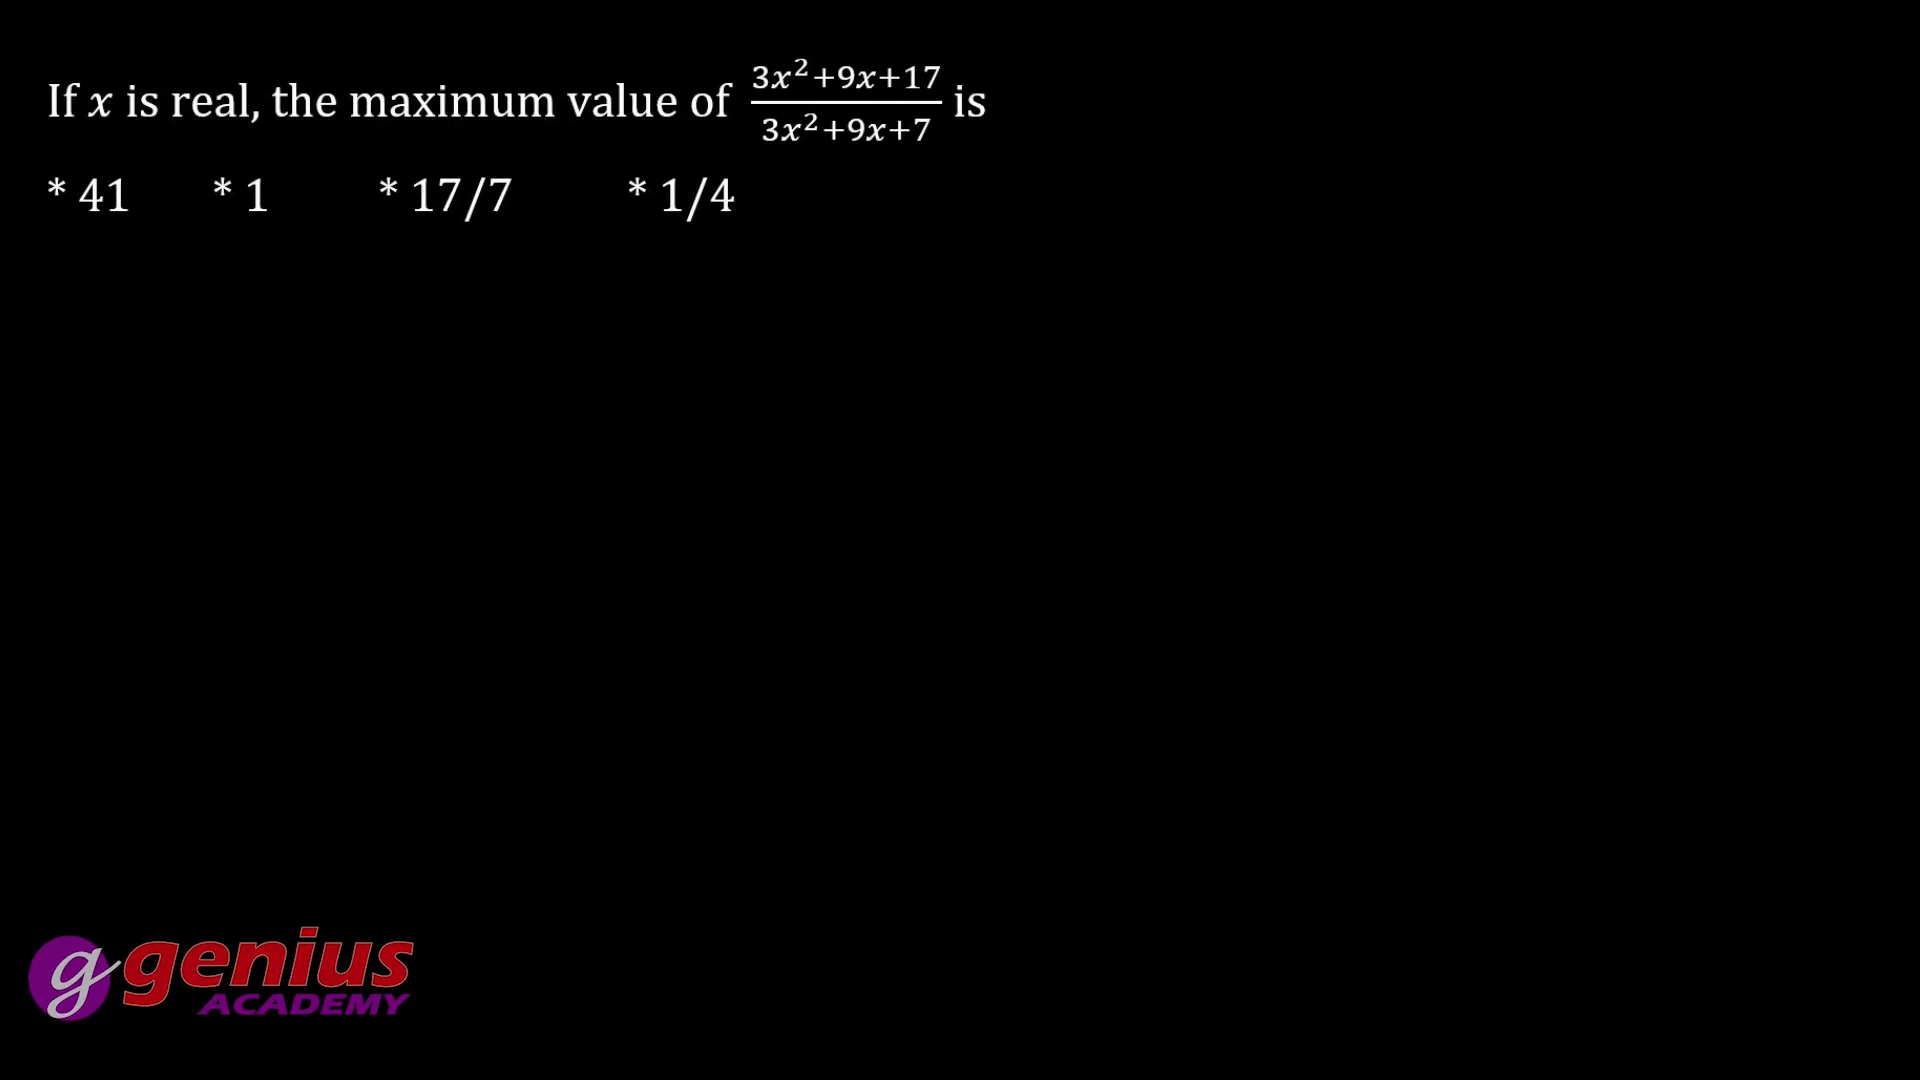 If x is real, the maximum value of (3x²+9x+17)/(3x²+9x+7) is
* 41 * 1 * 17/7 * 1/4
g genius
ACADEMY